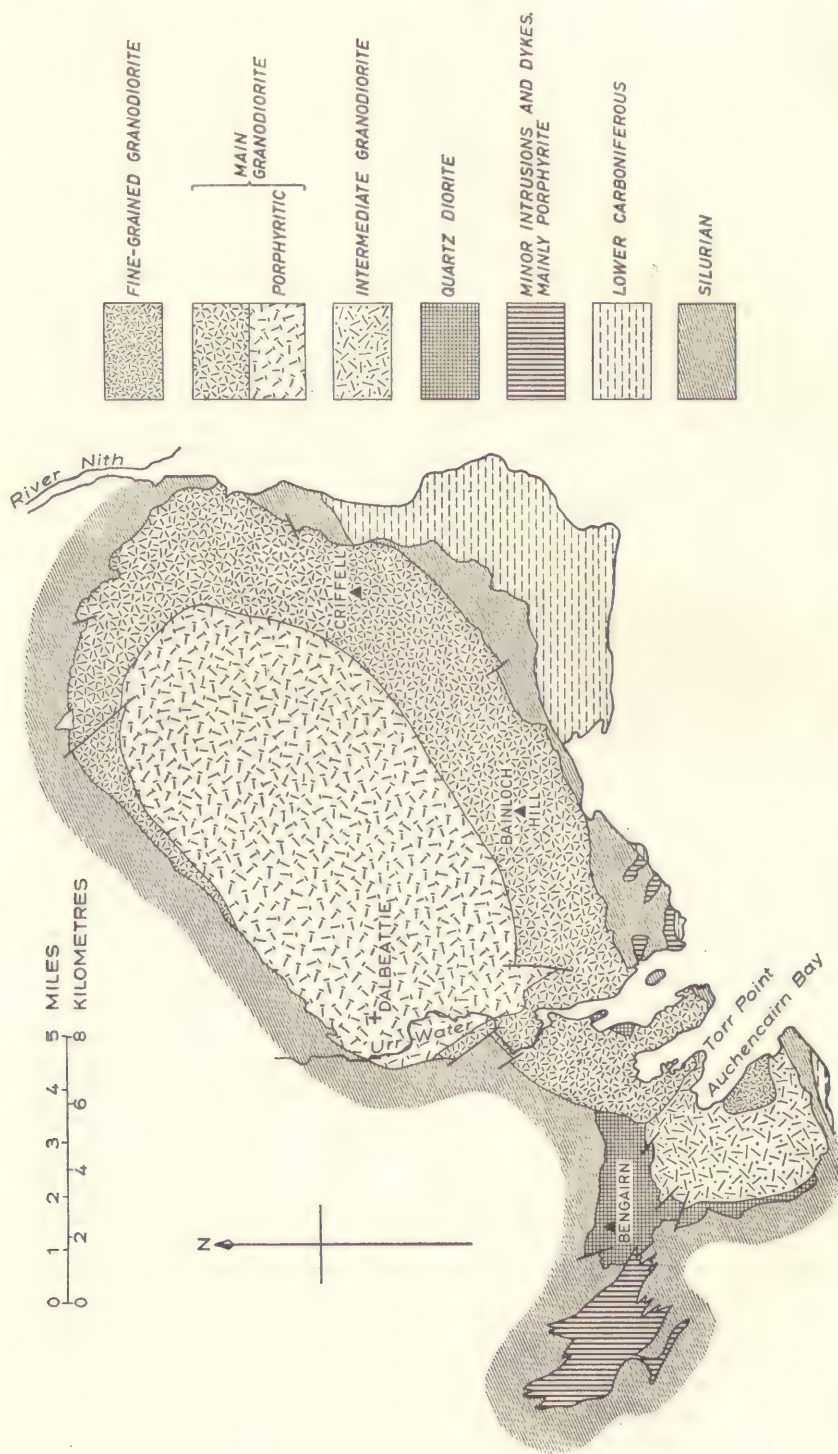 MILES
0 1 2 3 4 5
KILOMETRES
0 2 4 6 8
N
River Nith
CRIFFELL
BAINLOCH
HILL
DALBEATTIE
Urr Water
BENGAIRN
Torr Point
Auchencairn Bay
FINE-GRAINED GRANODIORITE
MAIN
GRANODIORITE
PORPHYRITIC
INTERMEDIATE GRANODIORITE
QUARTZ DIORITE
MINOR INTRUSIONS AND DYKES,
MAINLY PORPHYRITE
LOWER CARBONIFEROUS
SILURIAN